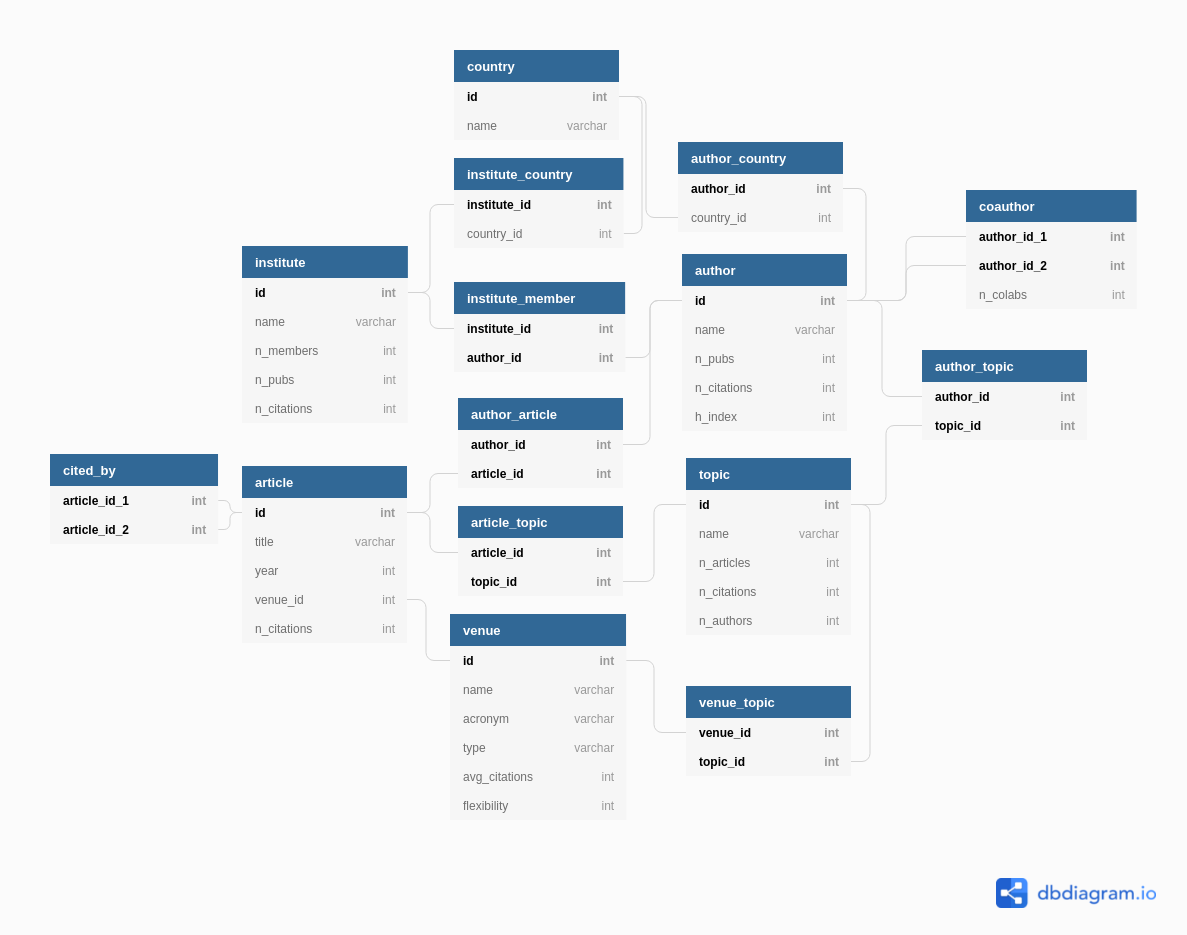 country
id int
name varchar
institute_country
institute_id int
country_id int
author_country
author_id int
country_id int
coauthor
author_id_1 int
author_id_2 int
n_colabs int
institute
id int
name varchar
n_members int
n_pubs int
n_citations int
institute_member
institute_id int
author_id int
author
id int
name varchar
n_pubs int
n_citations int
h_index int
author_topic
author_id int
topic_id int
author_article
author_id int
article_id int
cited_by
article_id_1 int
article_id_2 int
article
id int
title varchar
year int
venue_id int
n_citations int
article_topic
article_id int
topic_id int
topic
id int
name varchar
n_articles int
n_citations int
n_authors int
venue
id int
name varchar
acronym varchar
type varchar
avg_citations int
flexibility int
venue_topic
venue_id int
topic_id int
dbdiagram.io